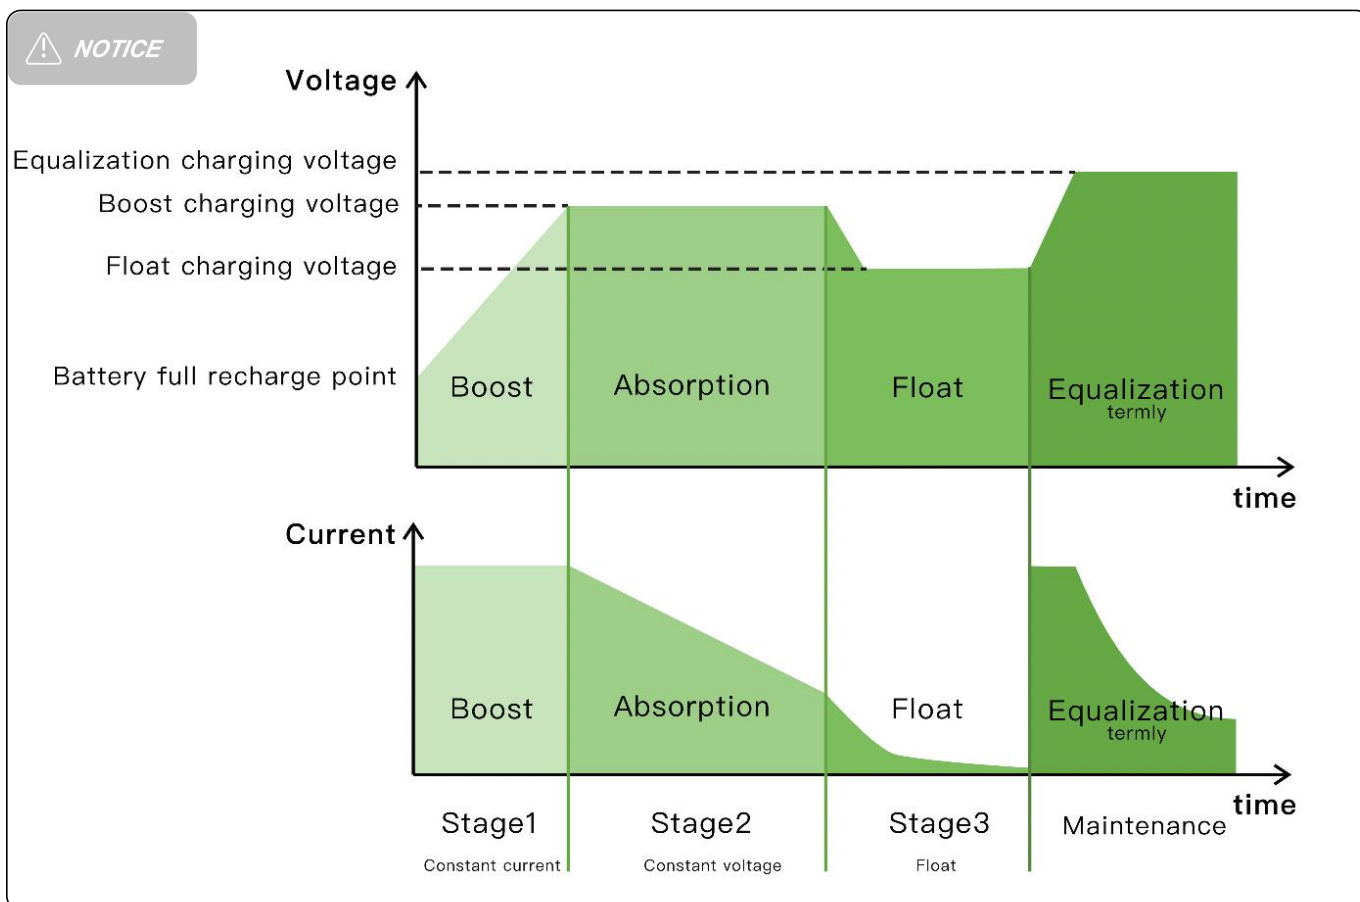 NOTICE
Voltage
Equalization charging voltage
Boost charging voltage
Float charging voltage
Battery full recharge point
Boost
Absorption
Float
Equalization
termly
time
Current
Boost
Absorption
Float
Equalization
termly
time
Stage1
Stage2
Stage3
Maintenance
Constant current
Constant voltage
Float